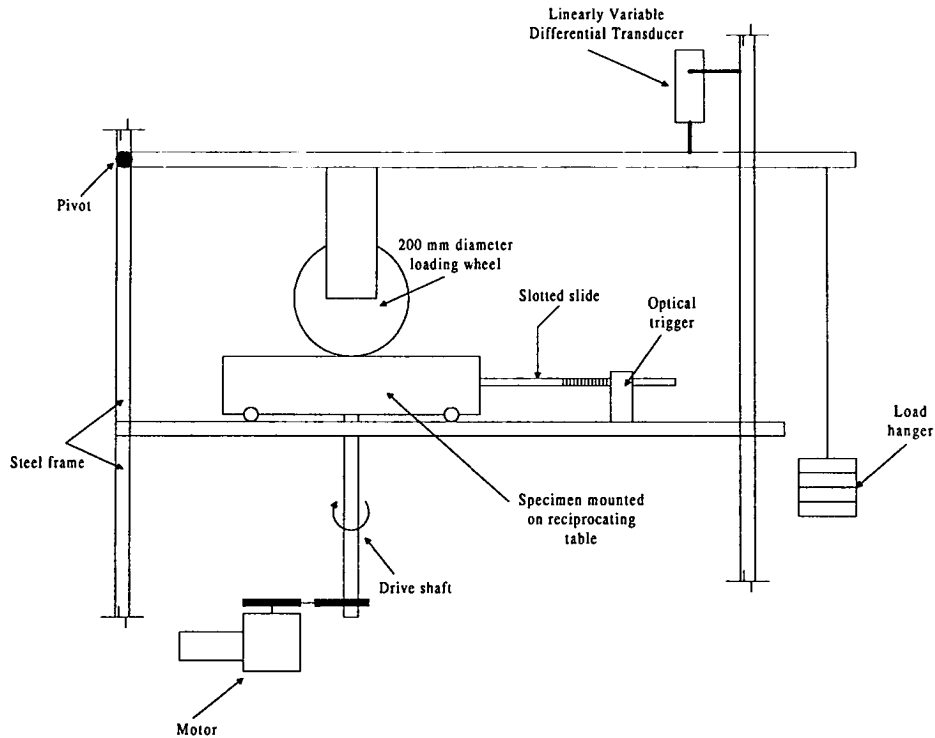 Linearly Variable
Differential Transducer
Pivot
200 mm diameter
loading wheel
Slotted slide
Optical
trigger
Load
hanger
Steel frame
Specimen mounted
on reciprocating
table
Drive shaft
Motor